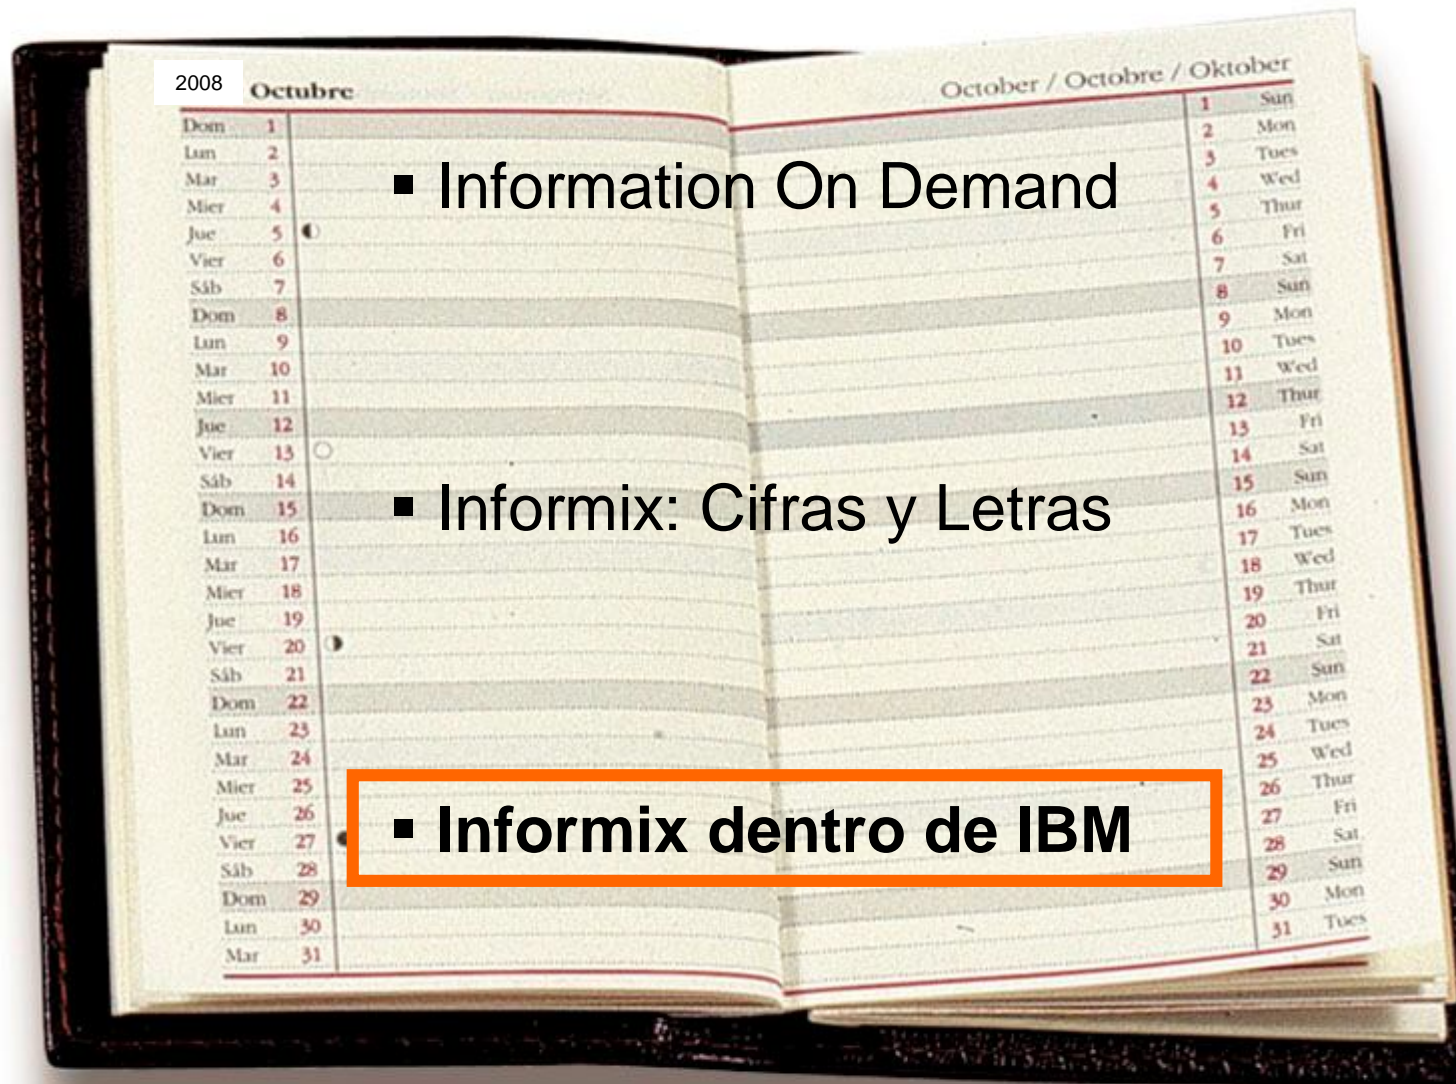 2008 Octubre
October / Octobre / Oktober
Dom 1
Lun 2
Mar 3
Mier 4
Jue 5
Vier 6
Sáb 7
Dom 8
Lun 9
Mar 10
Mier 11
Jue 12
Vier 13
Sáb 14
Dom 15
Lun 16
Mar 17
Mier 18
Jue 19
Vier 20
Sáb 21
Dom 22
Lun 23
Mar 24
Mier 25
Jue 26
Vier 27
Sáb 28
Dom 29
Lun 30
Mar 31
▪ Information On Demand
▪ Informix: Cifras y Letras
▪ Informix dentro de IBM
1 Sun
2 Mon
3 Tues
4 Wed
5 Thur
6 Fri
7 Sat
8 Sun
9 Mon
10 Tues
11 Wed
12 Thur
13 Fri
14 Sat
15 Sun
16 Mon
17 Tues
18 Wed
19 Thur
20 Fri
21 Sat
22 Sun
23 Mon
24 Tues
25 Wed
26 Thur
27 Fri
28 Sat
29 Sun
30 Mon
31 Tues